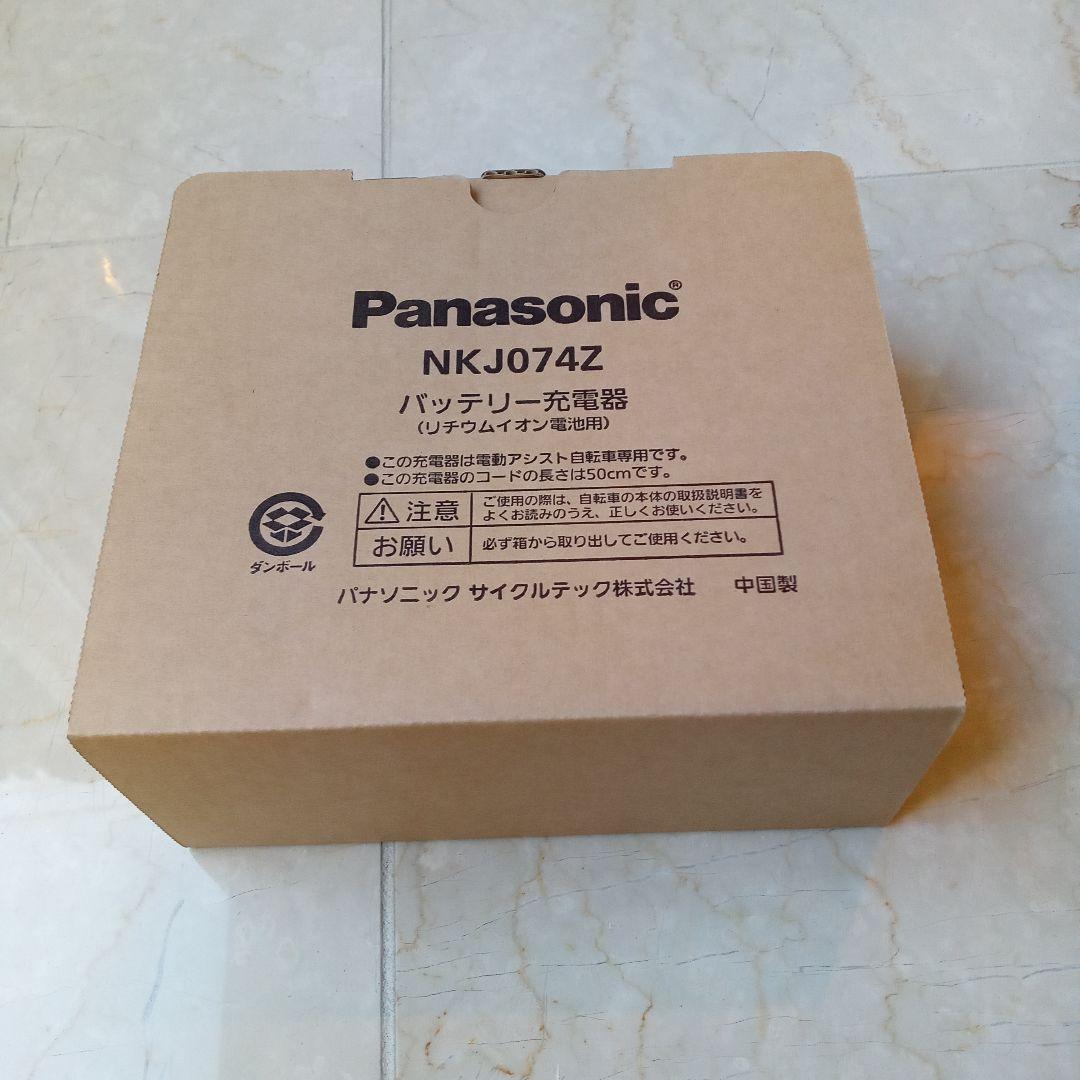 Panasonic®
NKJ074Z
バッテリー充電器
(リチウムイオン電池用)
●この充電器は電動アシスト自転車専用です。
●この充電器のコードの長さは50cmです。
注意
ご使用の際は、自転車の本体の取扱説明書を
よくお読みのうえ、正しくお使いください。
お願い
必ず箱から取り出してご使用ください。
ダンボール
パナソニック サイクルテック株式会社 中国製